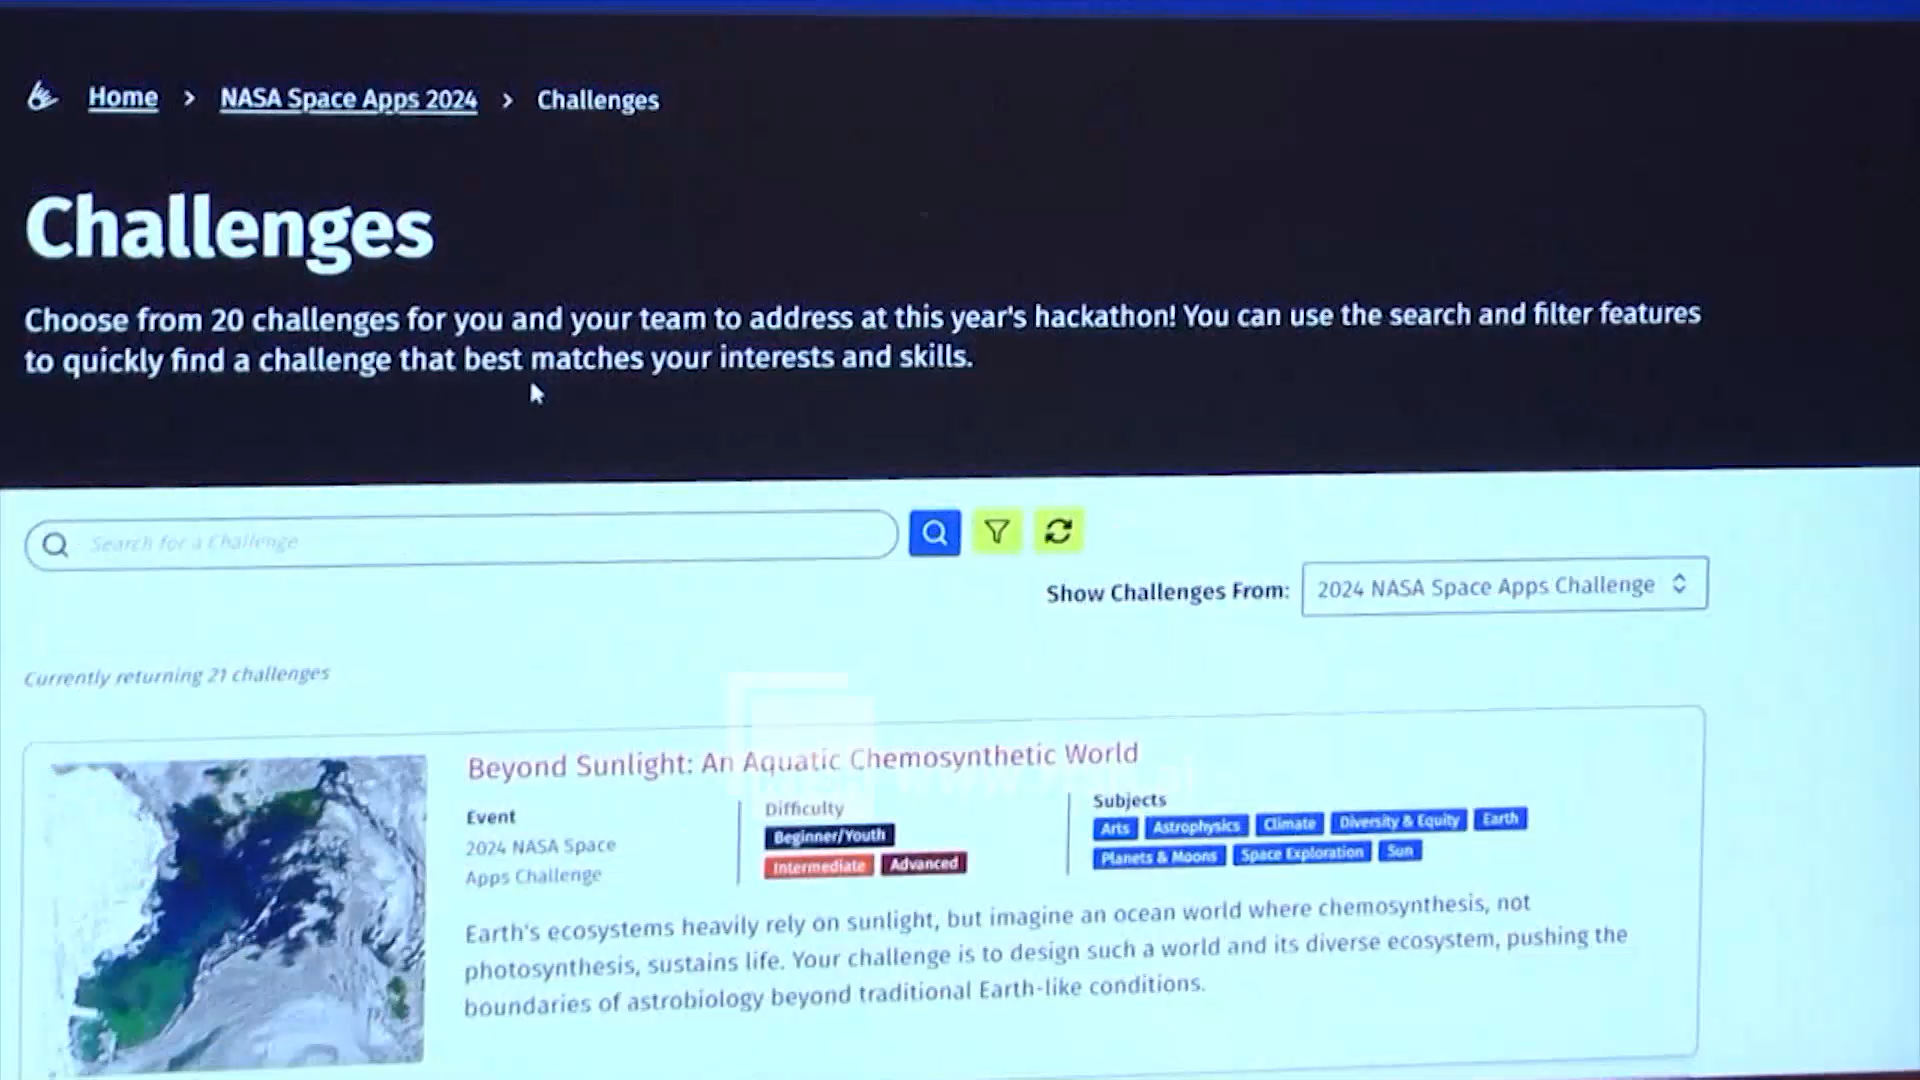 Home > NASA Space Apps 2024 > Challenges
Challenges
Choose from 20 challenges for you and your team to address at this year's hackathon! You can use the search and filter features
to quickly find a challenge that best matches your interests and skills.
Search for a Challenge
Show Challenges From: 2024 NASA Space Apps Challenge
Currently returning 21 challenges
Beyond Sunlight: An Aquatic Chemosynthetic World
Event
2024 NASA Space
Apps Challenge
Difficulty
Beginner/Youth
Intermediate Advanced
Subjects
Arts Astrophysics Climate Diversity & Equity Earth
Planets & Moons Space Exploration Sun
Earth's ecosystems heavily rely on sunlight, but imagine an ocean world where chemosynthesis, not
photosynthesis, sustains life. Your challenge is to design such a world and its diverse ecosystem, pushing the
boundaries of astrobiology beyond traditional Earth-like conditions.